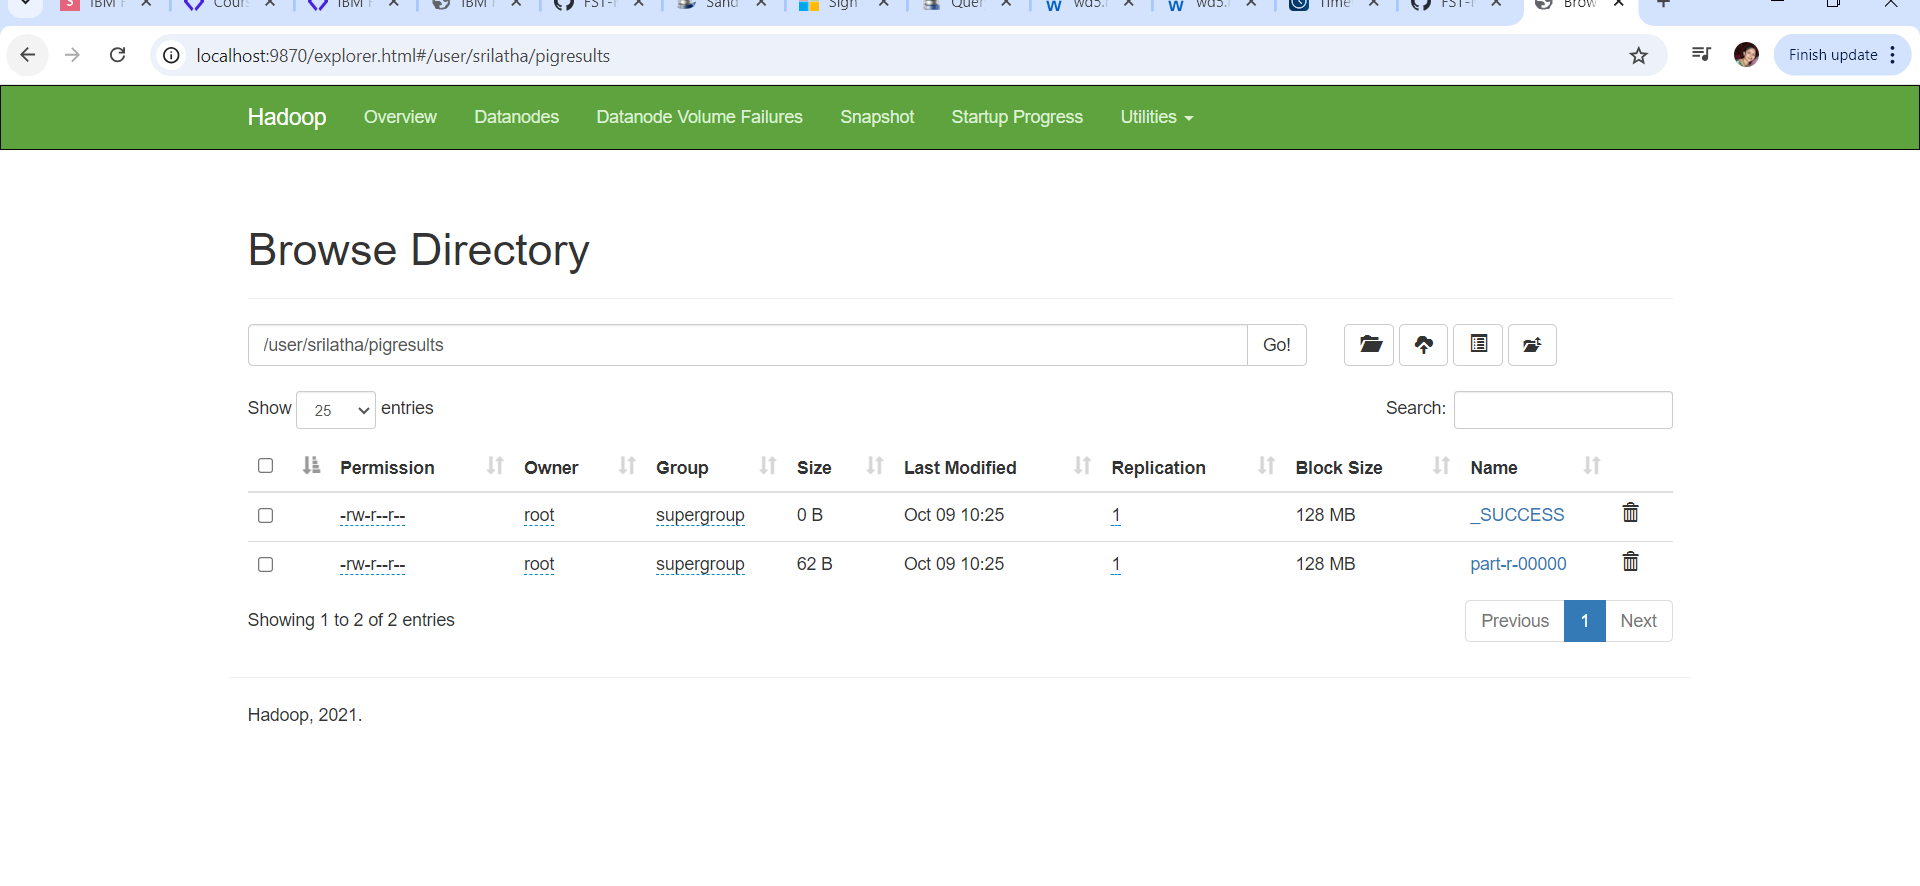 IBM
Cour
IBM
IBM
FST-
Sand
Sign
Quer
wd5.
wd5.
Time
FST-
Brow
localhost:9870/explorer.html#/user/srilatha/pigresults
Finish update
Hadoop Overview Datanodes Datanode Volume Failures Snapshot Startup Progress Utilities
Browse Directory
/user/srilatha/pigresults Go!
Show 25 entries Search:
Permission Owner Group Size Last Modified Replication Block Size Name
-rw-r--r-- root supergroup 0 B Oct 09 10:25 1 128 MB _SUCCESS
-rw-r--r-- root supergroup 62 B Oct 09 10:25 1 128 MB part-r-00000
Showing 1 to 2 of 2 entries Previous 1 Next
Hadoop, 2021.